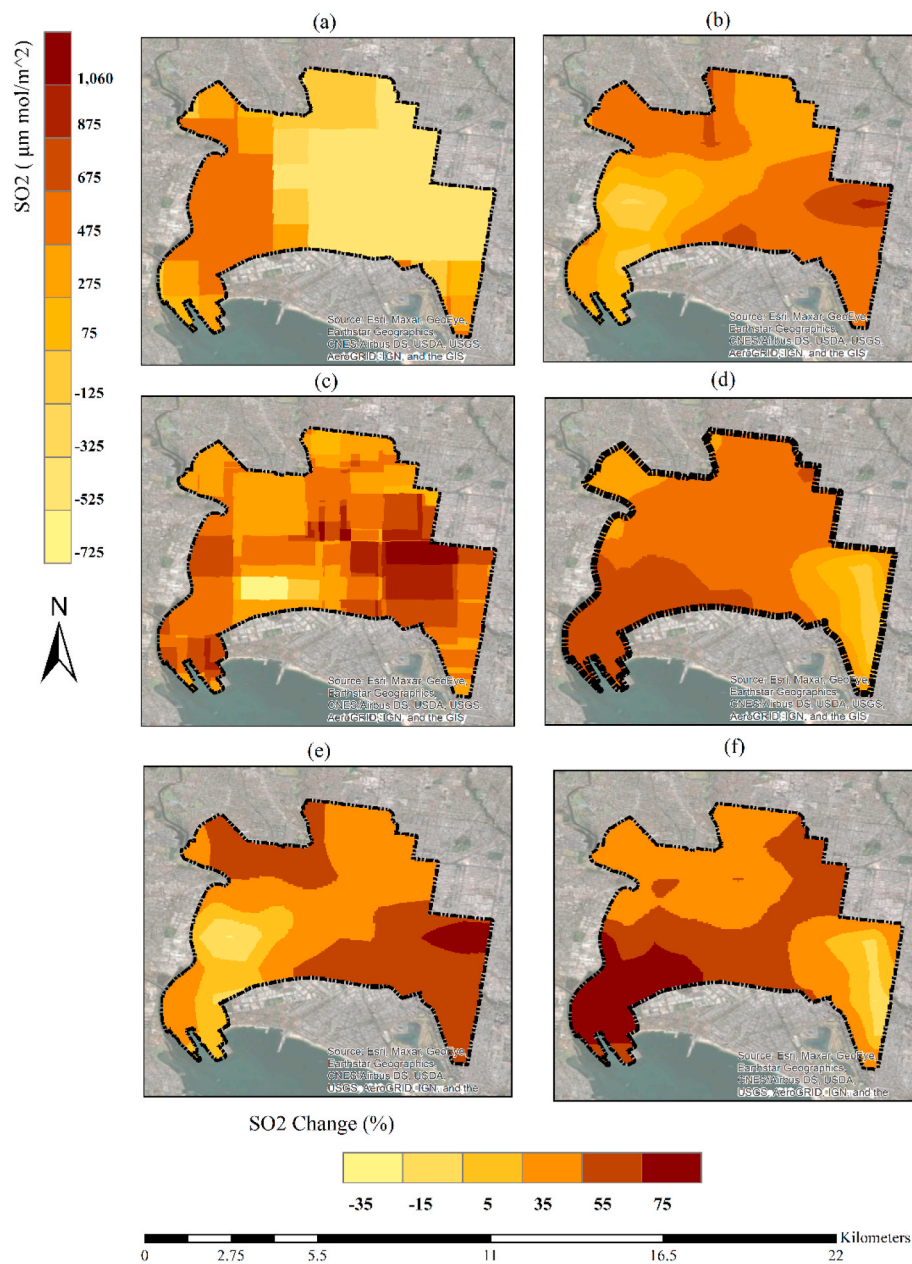 (a)
(b)
SO2 ( µm mol/m^2)
1,060
875
675
475
275
75
-125
-325
-525
-725
N
Source: Esri, Maxar, GeoEye,
Earthstar Geographics,
CNES/Airbus DS, USDA, USGS,
AeroGRID, IGN, and the GIS
Source: Esri, Maxar, GeoEye,
Earthstar Geographics,
CNES/Airbus DS, USDA, USGS,
AeroGRID, IGN, and the GIS
(c)
(d)
Source: Esri, Maxar, GeoEye,
Earthstar Geographics,
CNES/Airbus DS, USDA, USGS,
AeroGRID, IGN, and the GIS
Source: Esri, Maxar, GeoEye,
Earthstar Geographics,
CNES/Airbus DS, USDA, USGS,
AeroGRID, IGN, and the GIS
(e)
(f)
Source: Esri, Maxar, GeoEye,
Earthstar Geographics,
CNES/Airbus DS, USDA,
USGS, AeroGRID, IGN, and the
Source: Esri, Maxar, GeoEye,
Earthstar Geographics,
CNES/Airbus DS, USDA,
USGS, AeroGRID, IGN, and the
SO2 Change (%)
-35 -15 5 35 55 75
Kilometers
0 2.75 5.5 11 16.5 22